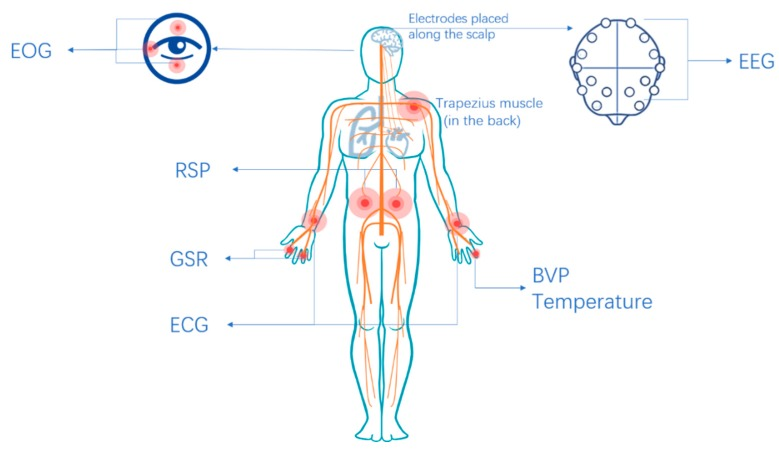 Electrodes placed
along the scalp
EOG
EEG
Trapezius muscle
(in the back)
RSP
GSR
BVP
Temperature
ECG